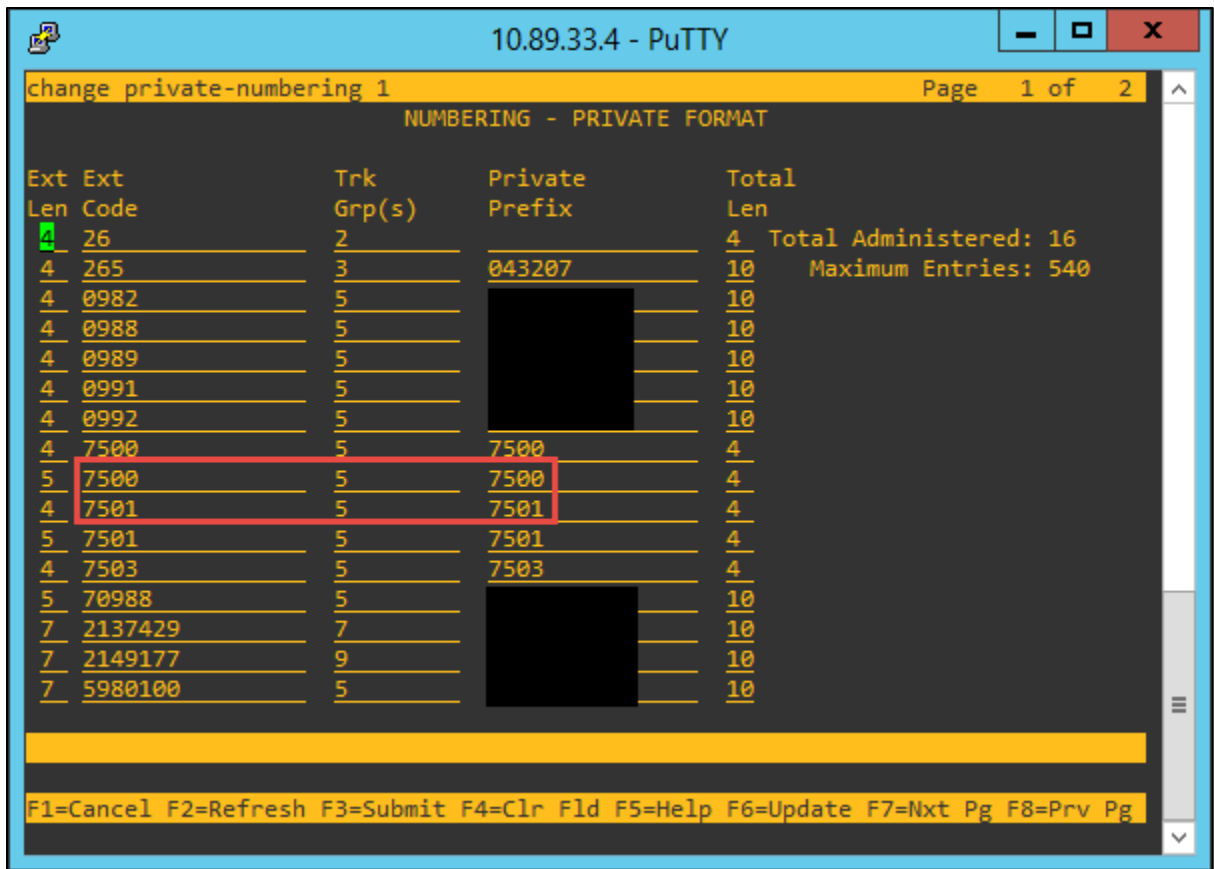 10.89.33.4 - PuTTY
change private-numbering 1 Page 1 of 2
NUMBERING - PRIVATE FORMAT
Ext Ext Trk Private Total
Len Code Grp(s) Prefix Len
4 26 2 4 Total Administered: 16
4 265 3 043207 10 Maximum Entries: 540
4 0982 5 10
4 0988 5 10
4 0989 5 10
4 0991 5 10
4 0992 5 10
4 7500 5 7500 4
5 7500 5 7500 4
4 7501 5 7501 4
5 7501 5 7501 4
4 7503 5 7503 4
5 70988 5 10
7 2137429 7 10
7 2149177 9 10
7 5980100 5 10
F1=Cancel F2=Refresh F3=Submit F4=Clr Fld F5=Help F6=Update F7=Nxt Pg F8=Prv Pg